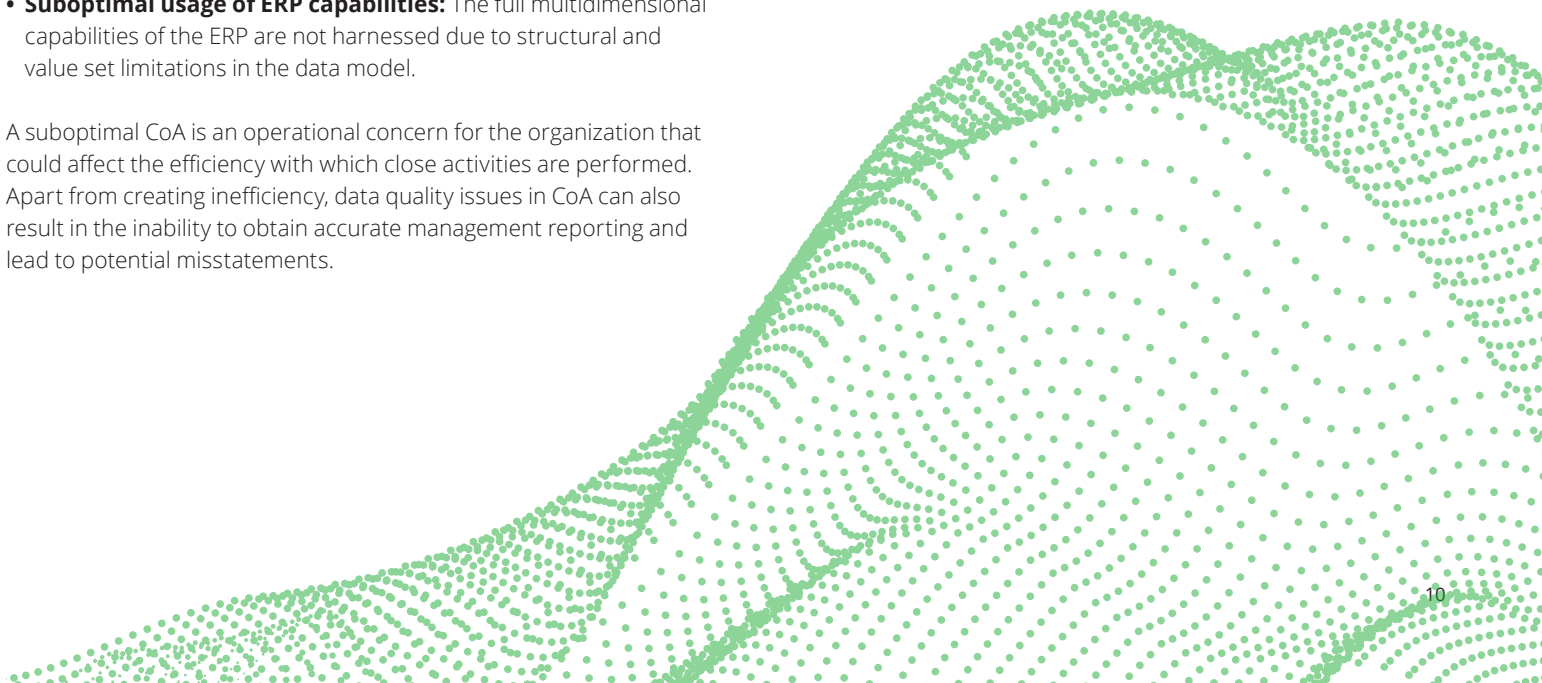 • Suboptimal usage of ERP capabilities: The full multidimensional
capabilities of the ERP are not harnessed due to structural and
value set limitations in the data model.
A suboptimal CoA is an operational concern for the organization that
could affect the efficiency with which close activities are performed.
Apart from creating inefficiency, data quality issues in CoA can also
result in the inability to obtain accurate management reporting and
lead to potential misstatements.
10